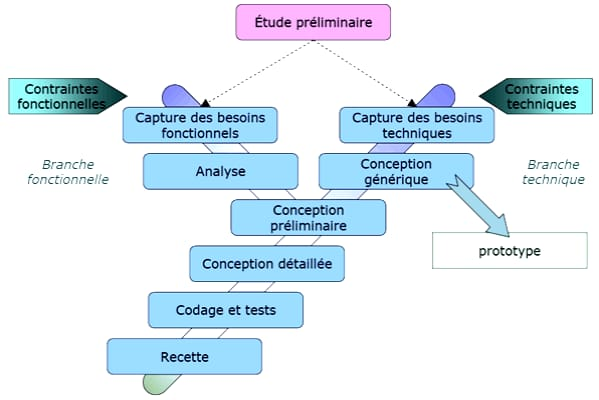 Étude préliminaire
Contraintes
fonctionnelles
Contraintes
techniques
Capture des besoins
fonctionnels
Capture des besoins
techniques
Branche
fonctionnelle
Analyse
Conception
générique
Branche
technique
Conception
préliminaire
prototype
Conception détaillée
Codage et tests
Recette